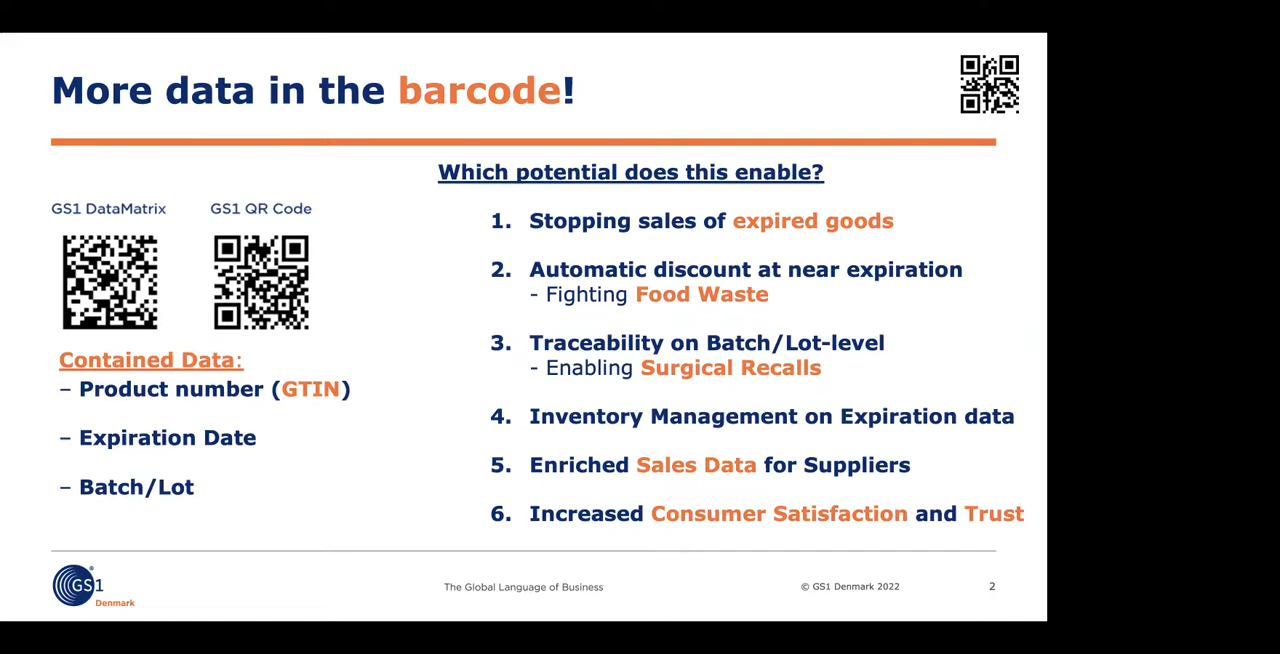 More data in the barcode!
Which potential does this enable?
GS1 DataMatrix
GS1 QR Code
Contained Data:
– Product number (GTIN)
– Expiration Date
– Batch/Lot
1. Stopping sales of expired goods
2. Automatic discount at near expiration
- Fighting Food Waste
3. Traceability on Batch/Lot-level
- Enabling Surgical Recalls
4. Inventory Management on Expiration data
5. Enriched Sales Data for Suppliers
6. Increased Consumer Satisfaction and Trust
GS1®
Denmark
The Global Language of Business
© GS1 Denmark 2022
2